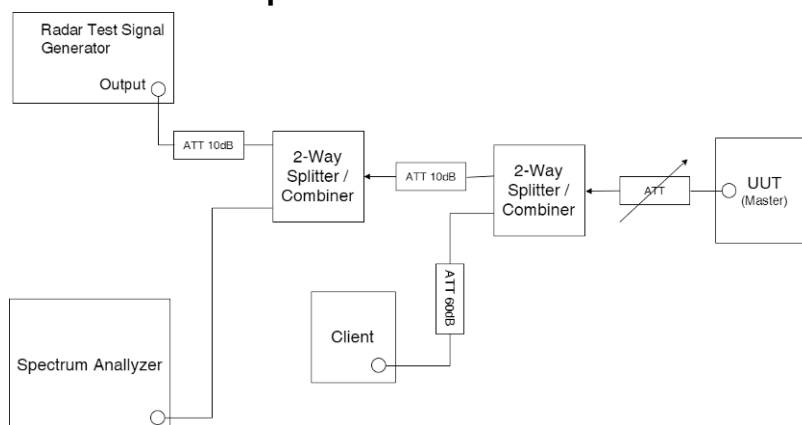 Radar Test Signal
Generator
Output
ATT 10dB
2-Way
Splitter /
Combiner
ATT 10dB
2-Way
Splitter /
Combiner
ATT
UUT
(Master)
ATT 60dB
Client
Spectrum Anallyzer